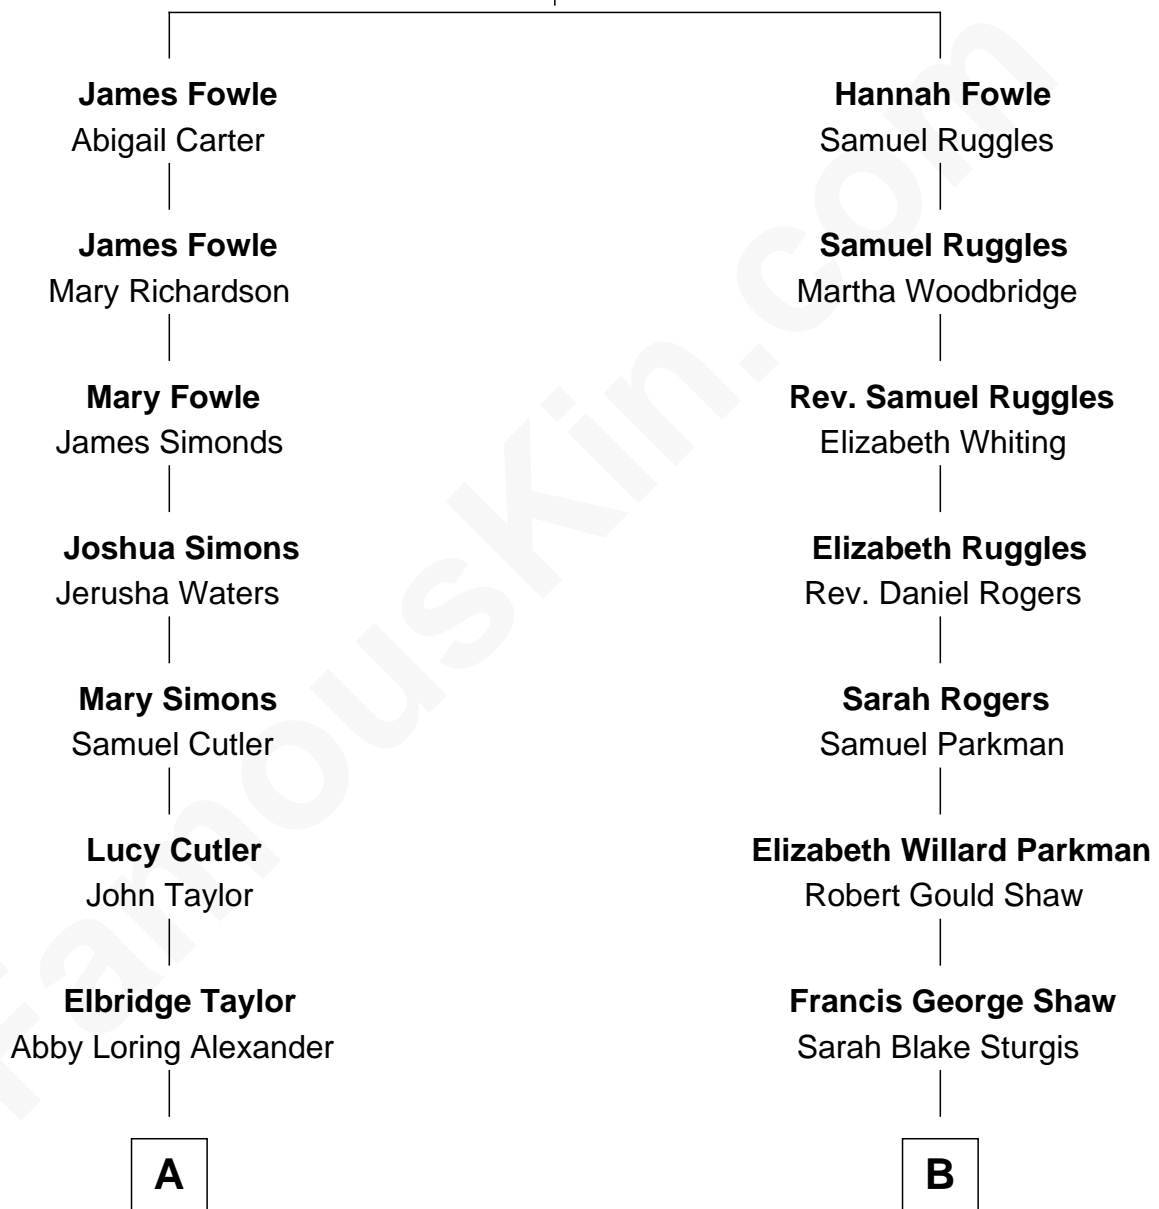 James Fowle
Abigail Carter
James Fowle
Mary Richardson
Mary Fowle
James Simonds
Joshua Simons
Jerusha Waters
Mary Simons
Samuel Cutler
Lucy Cutler
John Taylor
Elbridge Taylor
Abby Loring Alexander
A
Hannah Fowle
Samuel Ruggles
Samuel Ruggles
Martha Woodbridge
Rev. Samuel Ruggles
Elizabeth Whiting
Elizabeth Ruggles
Rev. Daniel Rogers
Sarah Rogers
Samuel Parkman
Elizabeth Willard Parkman
Robert Gould Shaw
Francis George Shaw
Sarah Blake Sturgis
B
FamousKin.com